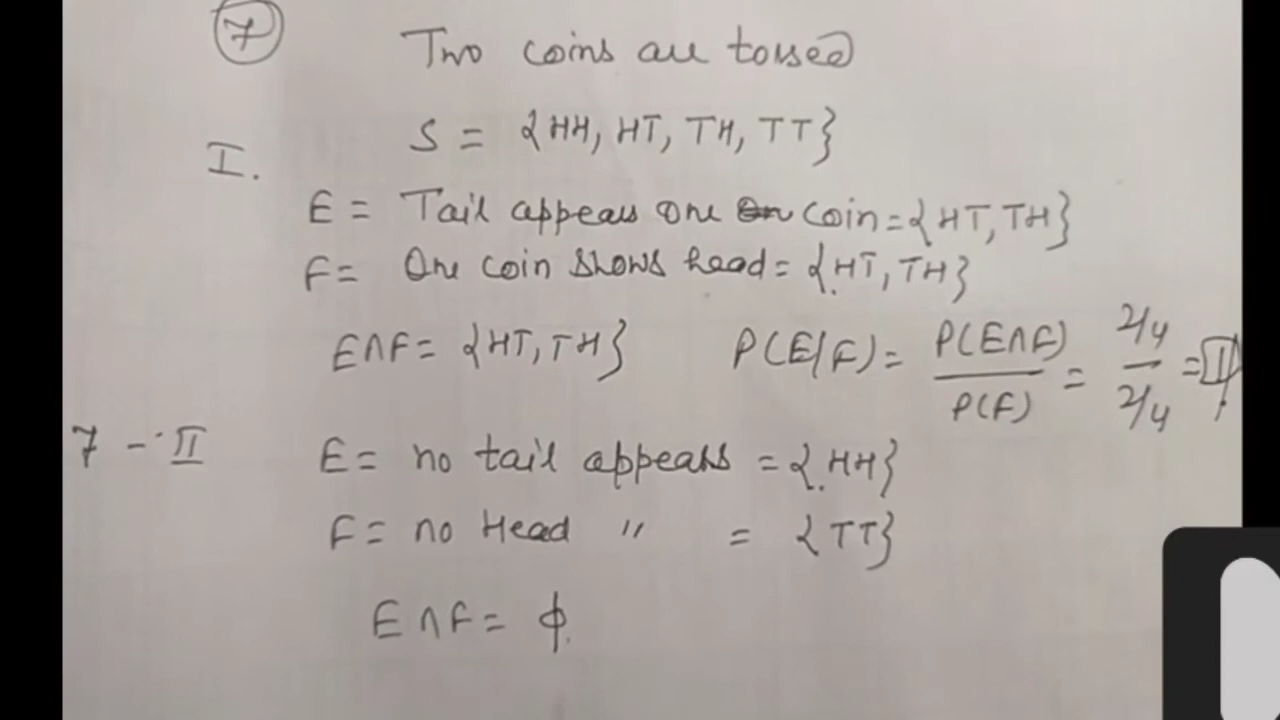 7 Two coins are tossed
S = {HH, HT, TH, TT}
I.
E = Tail appears one coin = {HT, TH}
F = One coin shows head = {HT, TH}
E∩F = {HT, TH} P(E/F) = P(E∩F)/P(F) = 2/4 / 2/4 = 1
7 - II E = no tail appears = {HH}
F = no Head " = {TT}
E∩F = φ.